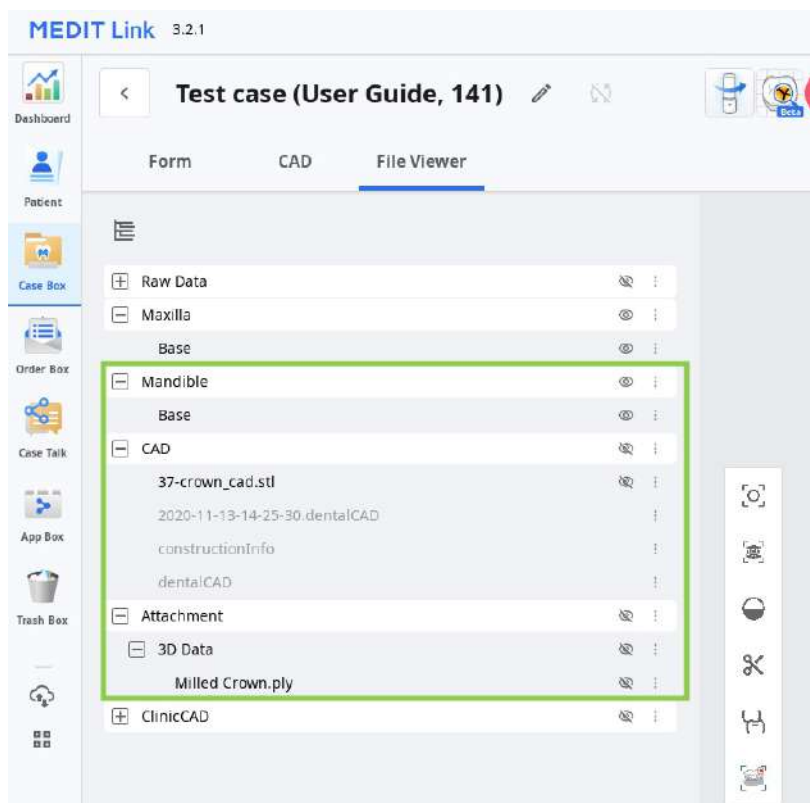 MEDIT Link 3.2.1
Dashboard
Patient
Case Box
Order Box
Case Talk
App Box
Trash Box
Test case (User Guide, 141)
Beta
Form CAD File Viewer
Raw Data
Maxilla
Base
Mandible
Base
CAD
37-crown_cad.stl
2020-11-13-14-25-30.dentalCAD
constructionInfo
dentalCAD
Attachment
3D Data
Milled Crown.ply
ClinicCAD